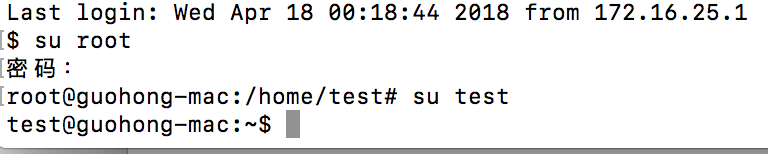 Last login: Wed Apr 18 00:18:44 2018 from 172.16.25.1
$ su root
密码：
root@guohong-mac:/home/test# su test
test@guohong-mac:~$